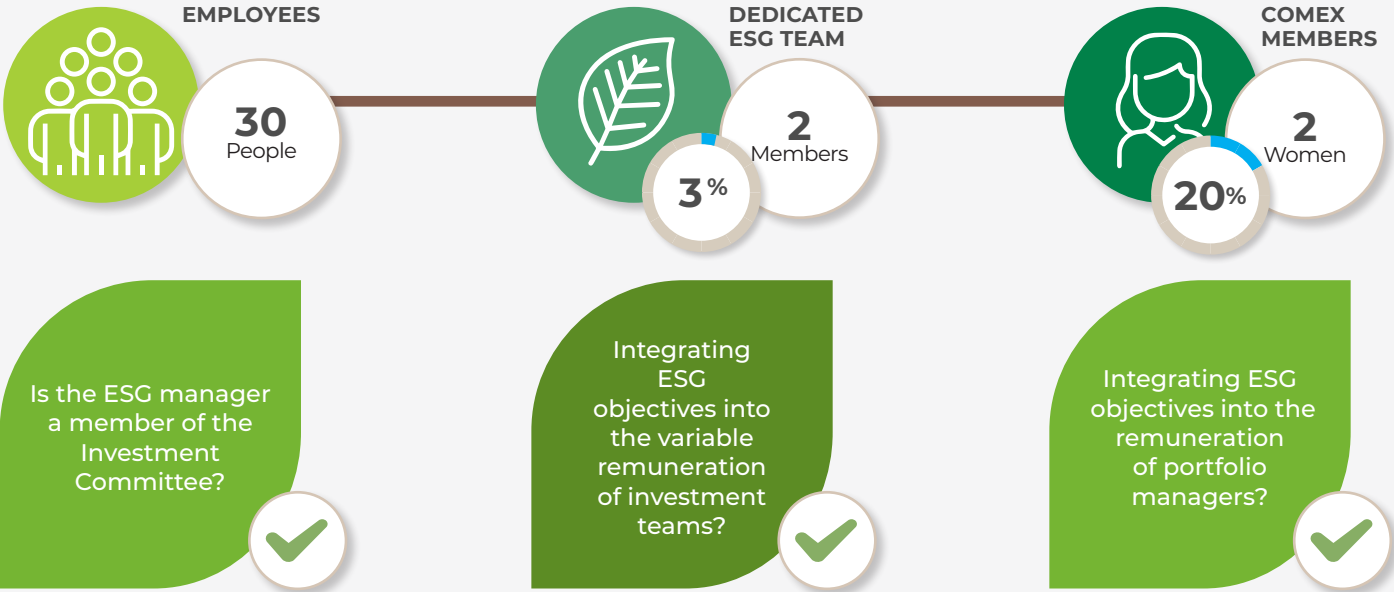 EMPLOYEES
30
People
DEDICATED
ESG TEAM
2
Members
3%
COMEX
MEMBERS
2
Women
20%
Is the ESG manager
a member of the
Investment
Committee?
Integrating
ESG
objectives into
the variable
remuneration
of investment
teams?
Integrating ESG
objectives into the
remuneration
of portfolio
managers?